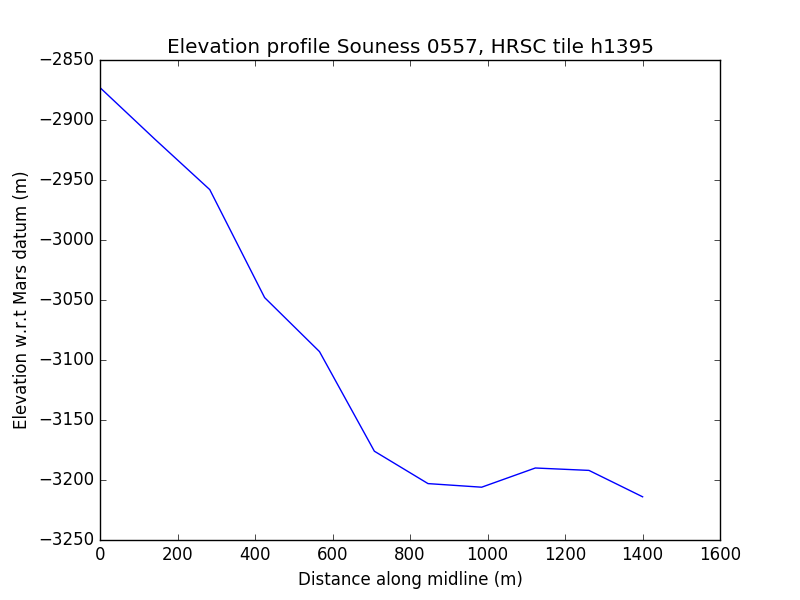 Elevation profile Souness 0557, HRSC tile h1395
Elevation w.r.t Mars datum (m)
−2850
−2900
−2950
−3000
−3050
−3100
−3150
−3200
−3250
0 200 400 600 800 1000 1200 1400 1600
Distance along midline (m)